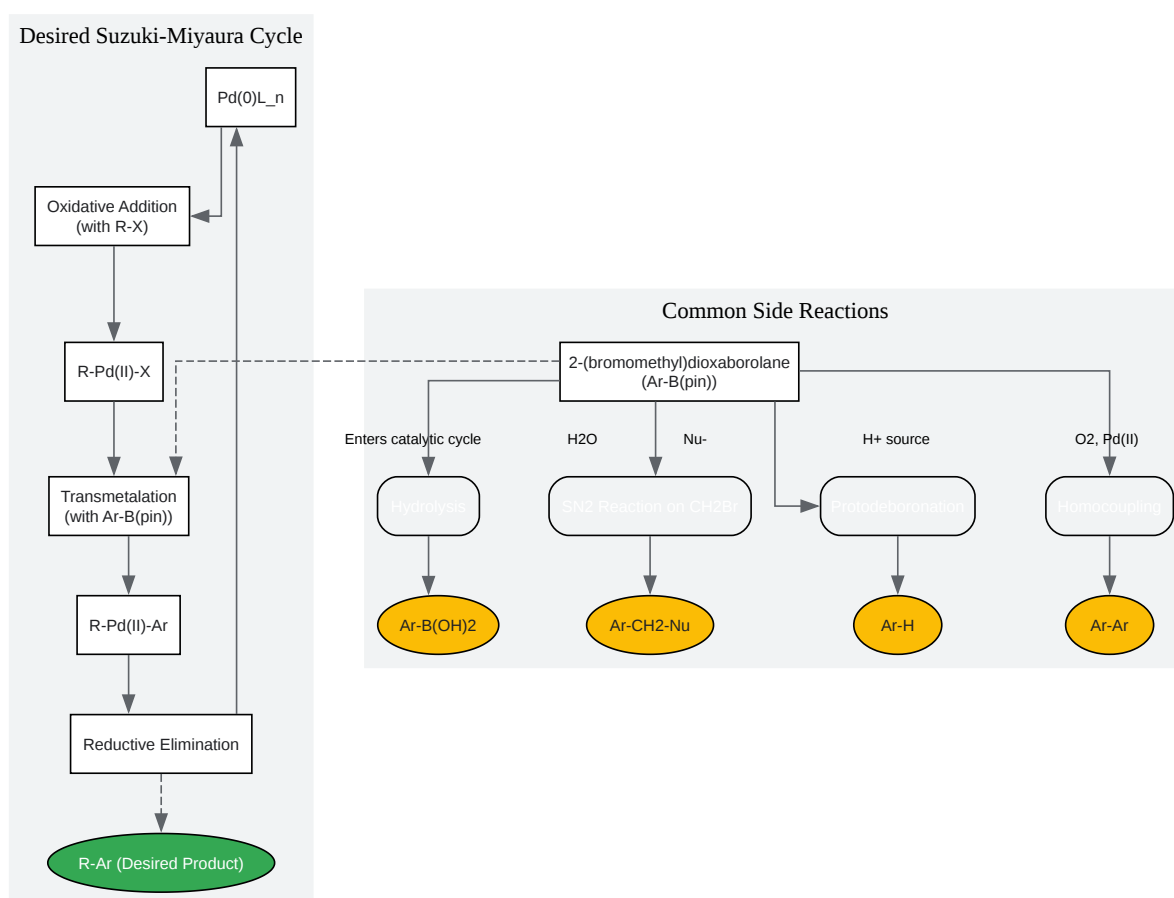 Desired Suzuki-Miyaura Cycle
Pd(0)L_n
Oxidative Addition
(with R-X)
R-Pd(II)-X
Transmetalation
(with Ar-B(pin))
R-Pd(II)-Ar
Reductive Elimination
R-Ar (Desired Product)
Common Side Reactions
2-(bromomethyl)dioxaborolane
(Ar-B(pin))
Enters catalytic cycle
H2O
Nu-
H+ source
O2, Pd(II)
Hydrolysis
SN2 Reaction on CH2Br
Protodeboronation
Homocoupling
Ar-B(OH)2
Ar-CH2-Nu
Ar-H
Ar-Ar